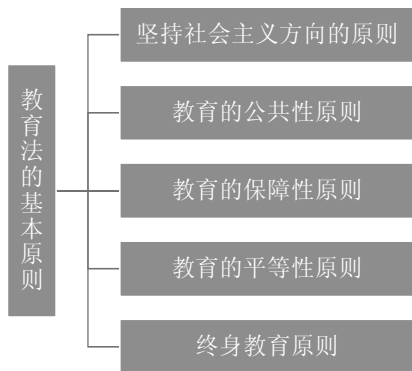 教育法的基本原则
坚持社会主义方向的原则
教育的公共性原则
教育的保障性原则
教育的平等性原则
终身教育原则